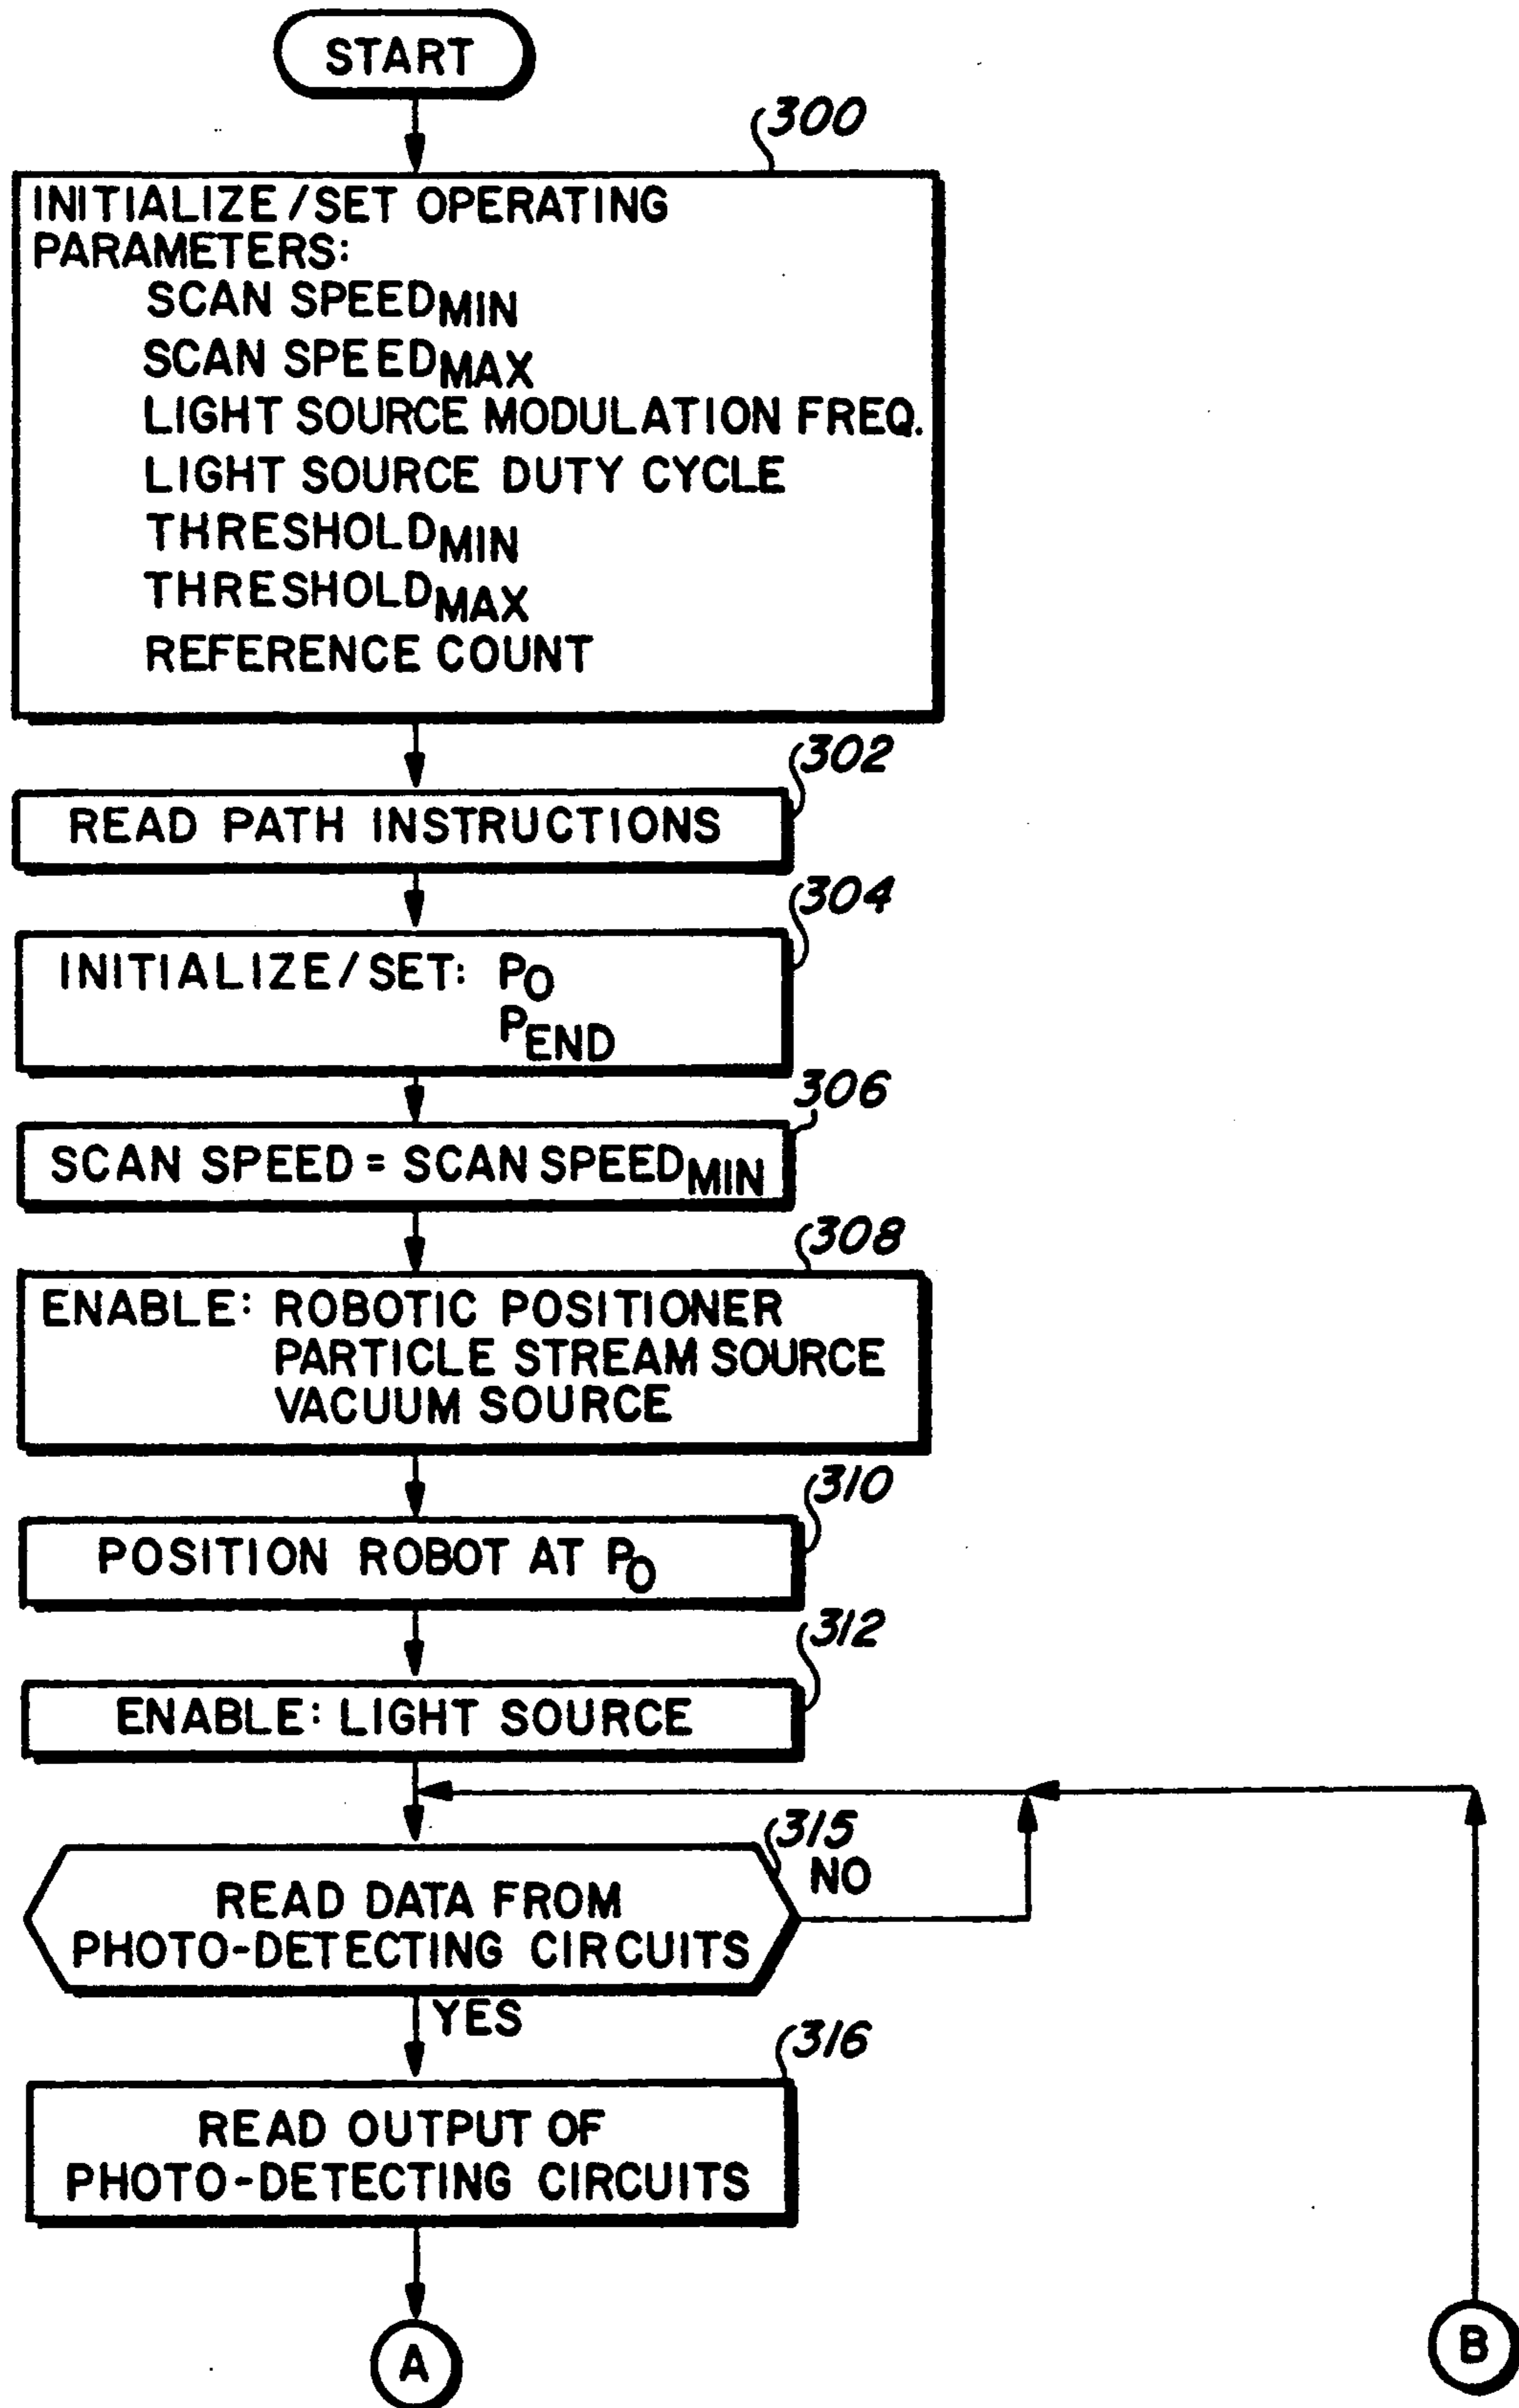 START
300
INITIALIZE/SET OPERATING
PARAMETERS:
SCAN SPEEDMIN
SCAN SPEEDMAX
LIGHT SOURCE MODULATION FREQ.
LIGHT SOURCE DUTY CYCLE
THRESHOLDMIN
THRESHOLDMAX
REFERENCE COUNT
302
READ PATH INSTRUCTIONS
304
INITIALIZE/SET: PO
PEND
306
SCAN SPEED = SCAN SPEEDMIN
308
ENABLE: ROBOTIC POSITIONER
PARTICLE STREAM SOURCE
VACUUM SOURCE
310
POSITION ROBOT AT PO
312
ENABLE: LIGHT SOURCE
315
NO
READ DATA FROM
PHOTO-DETECTING CIRCUITS
YES
316
READ OUTPUT OF
PHOTO-DETECTING CIRCUITS
A
B